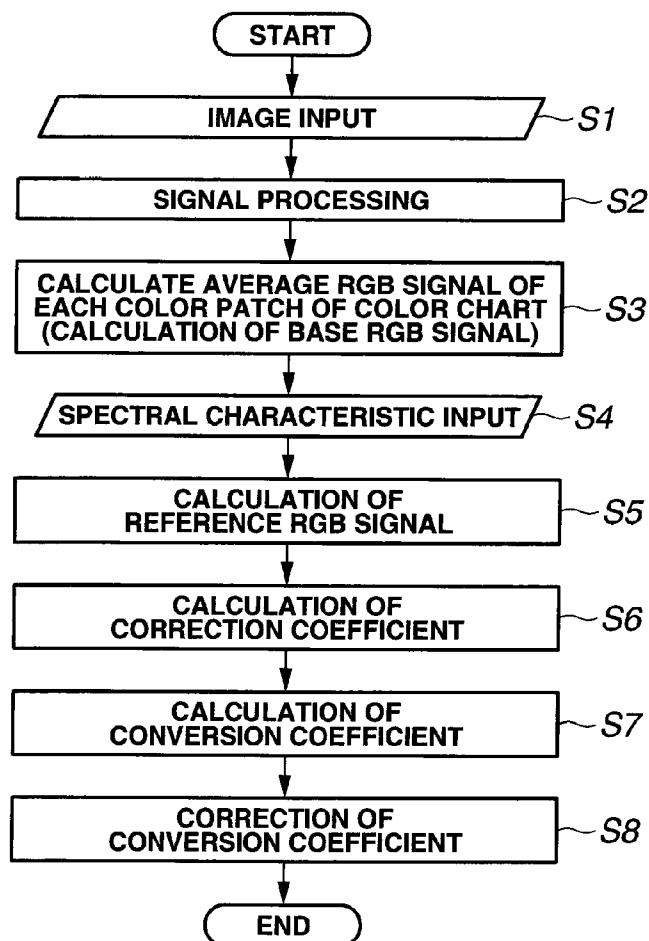 START
IMAGE INPUT
S1
SIGNAL PROCESSING
S2
CALCULATE AVERAGE RGB SIGNAL OF
EACH COLOR PATCH OF COLOR CHART
(CALCULATION OF BASE RGB SIGNAL)
S3
SPECTRAL CHARACTERISTIC INPUT
S4
CALCULATION OF
REFERENCE RGB SIGNAL
S5
CALCULATION OF
CORRECTION COEFFICIENT
S6
CALCULATION OF
CONVERSION COEFFICIENT
S7
CORRECTION OF
CONVERSION COEFFICIENT
S8
END